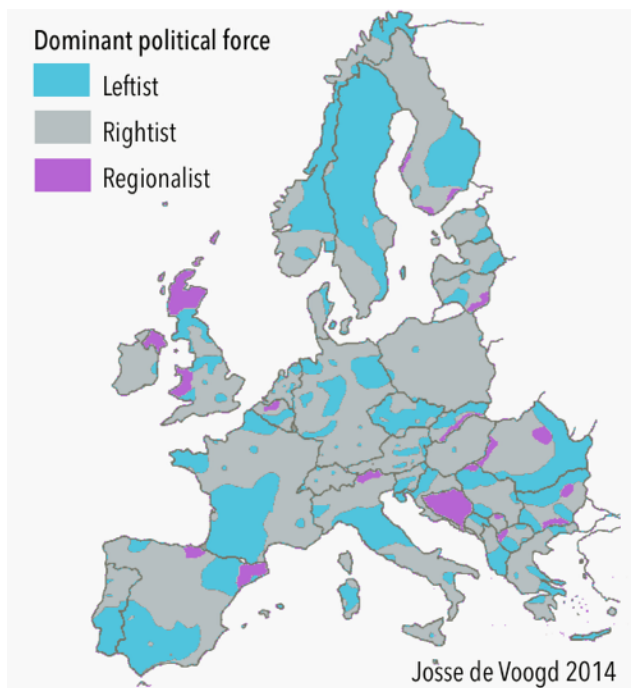 Dominant political force
Leftist
Rightist
Regionalist
Josse de Voogd 2014